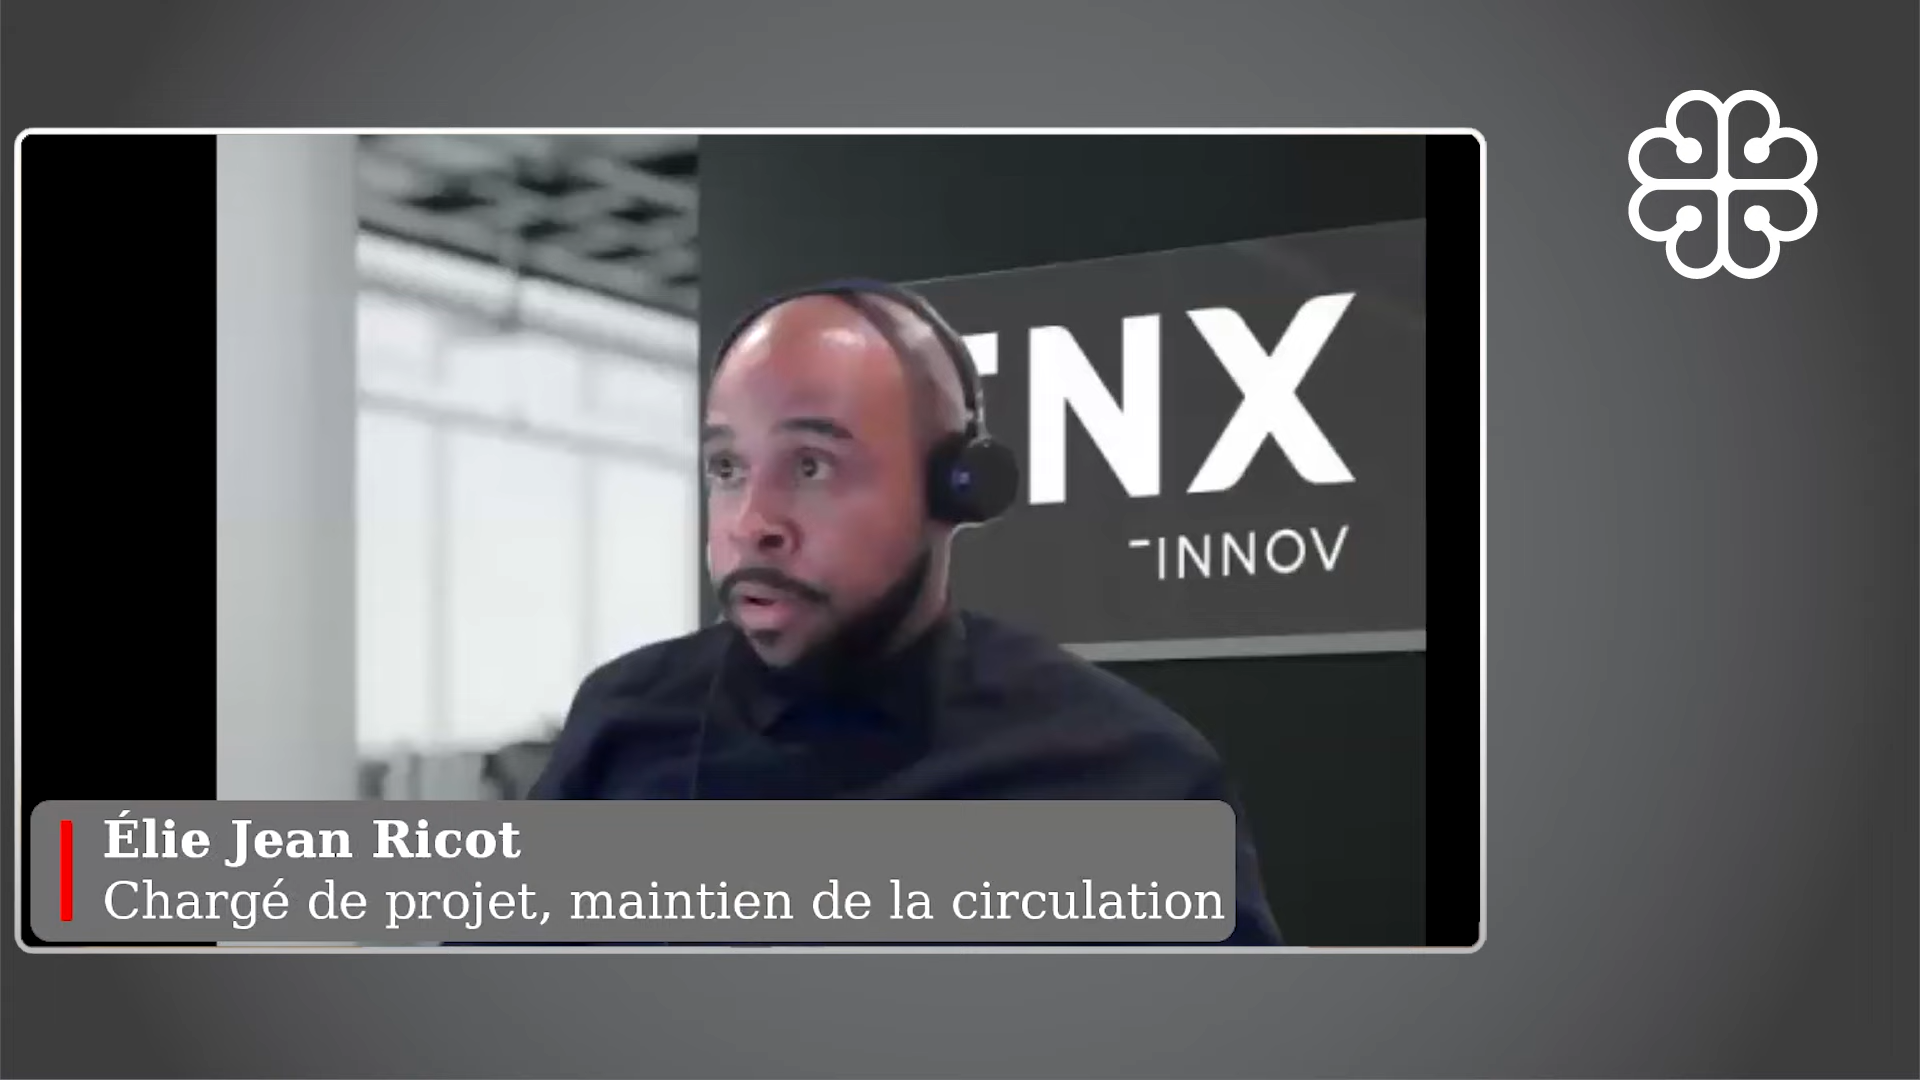 NX
INNOV
Élie Jean Ricot
Chargé de projet, maintien de la circulation